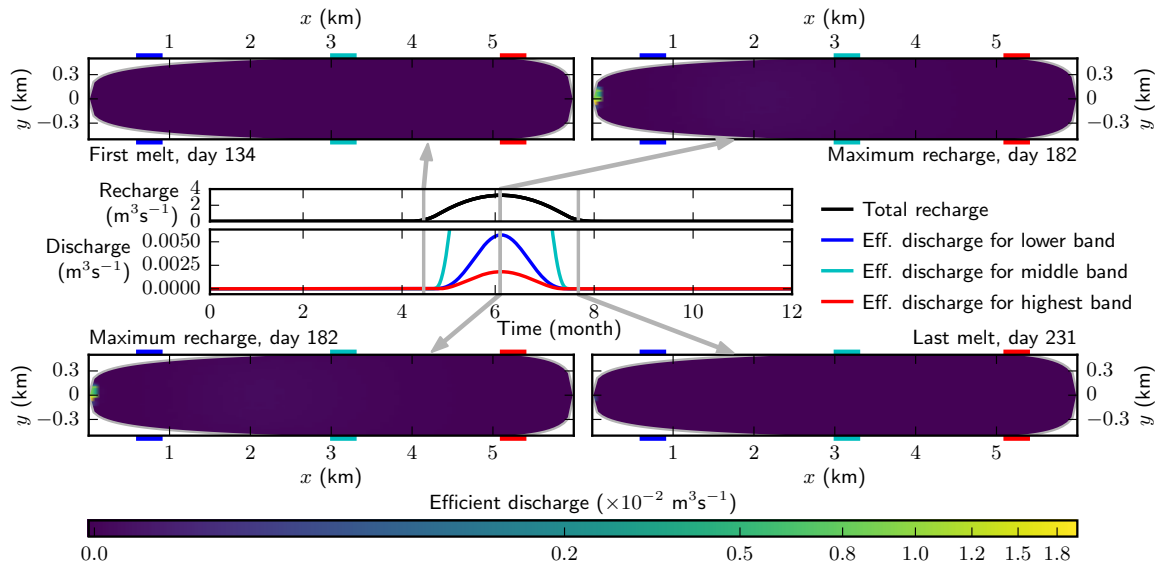 x (km)
1 2 3 4 5
1 2 3 4 5
y (km)
0.3
0
−0.3
0.3
0
−0.3
y (km)
First melt, day 134
Maximum recharge, day 182
Recharge
(m³s⁻¹)
4
2
0
Discharge
(m³s⁻¹)
0.0050
0.0025
0.0000
0 2 4 6 8 10 12
Time (month)
Total recharge
Eff. discharge for lower band
Eff. discharge for middle band
Eff. discharge for highest band
Maximum recharge, day 182
Last melt, day 231
y (km)
0.3
0
−0.3
0.3
0
−0.3
y (km)
1 2 3 4 5
1 2 3 4 5
x (km)
x (km)
x (km)
Efficient discharge (×10⁻² m³s⁻¹)
0.0 0.2 0.5 0.8 1.0 1.2 1.5 1.8